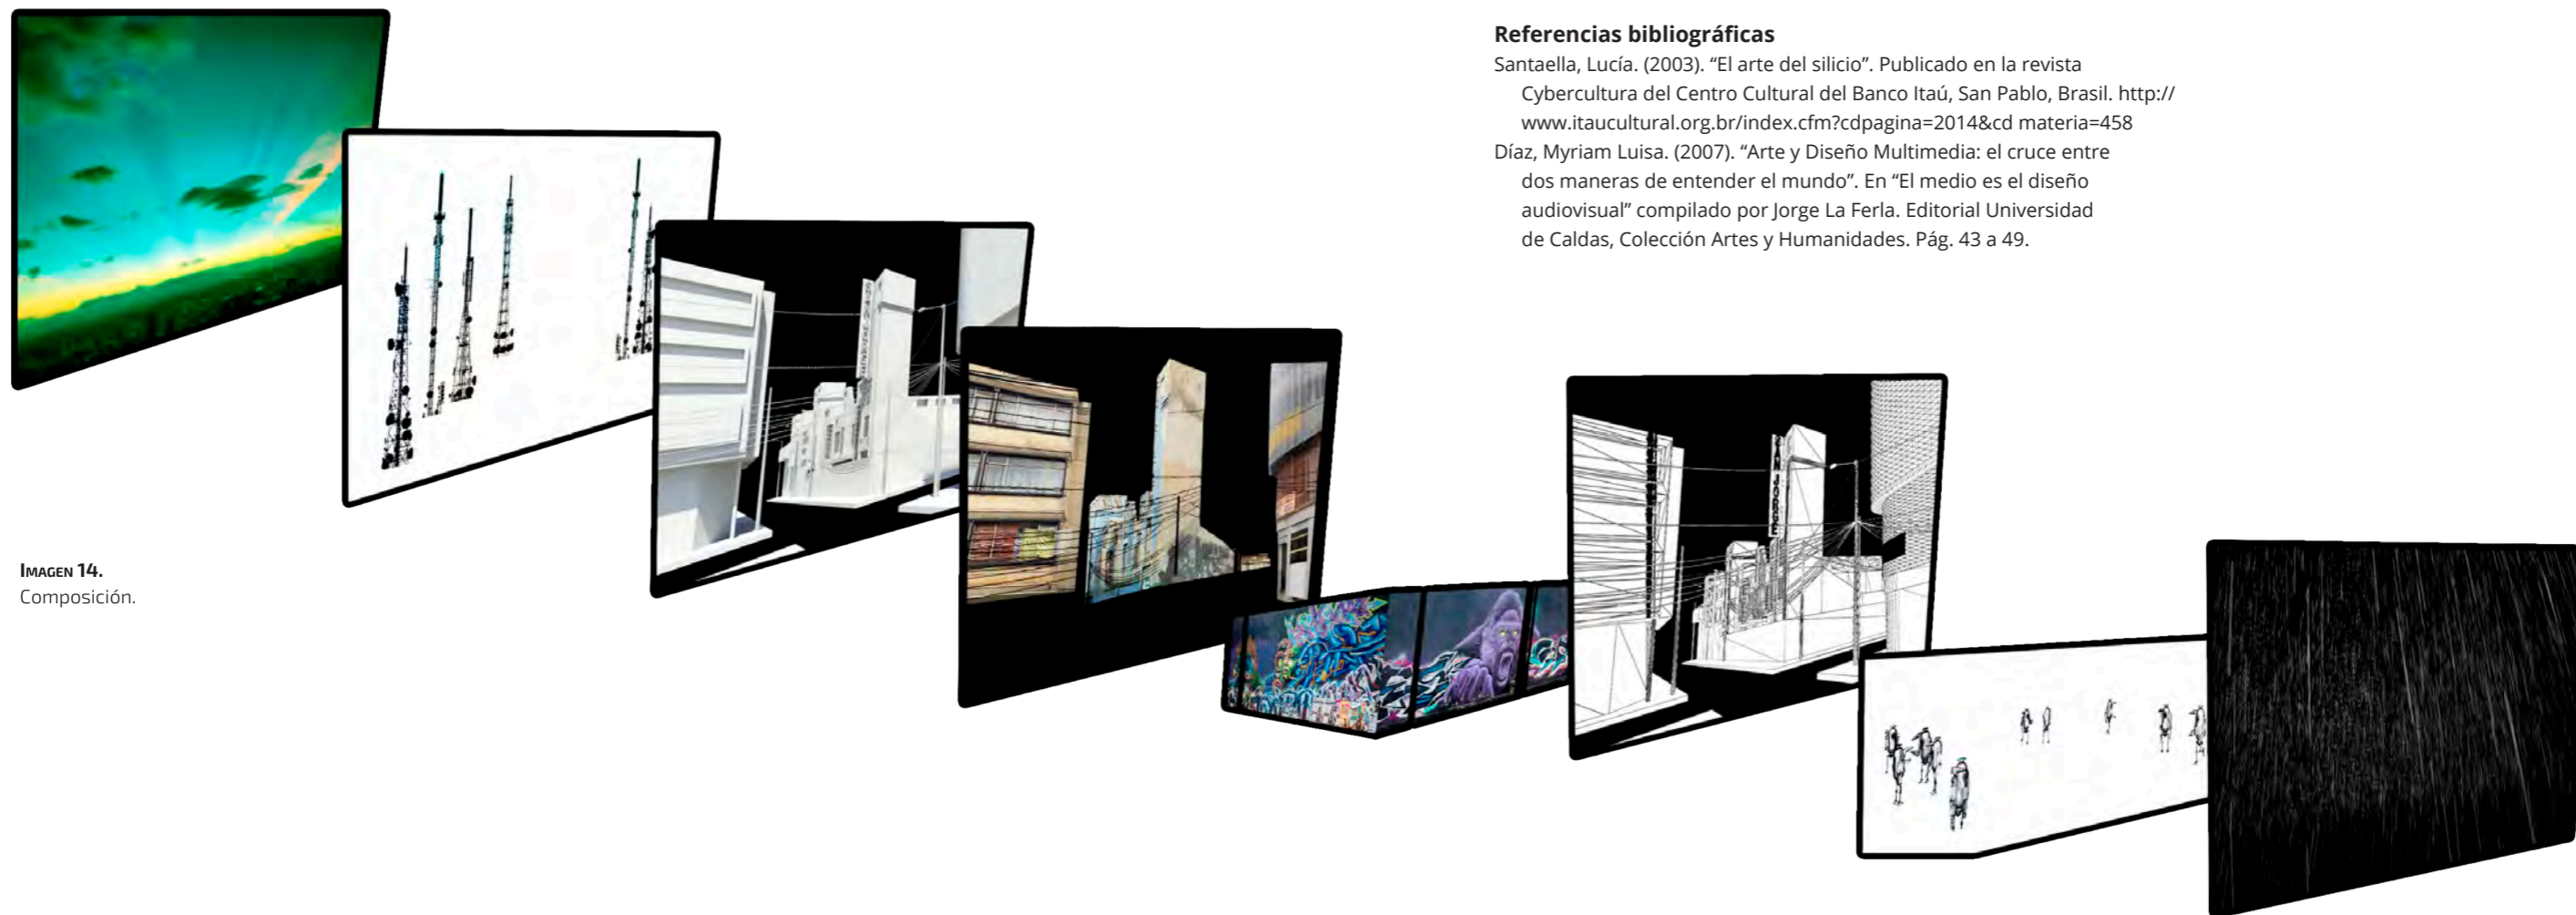 Referencias bibliográficas
Santaella, Lucía. (2003). “El arte del silicio”. Publicado en la revista
Cybercultura del Centro Cultural del Banco Itaú, San Pablo, Brasil. http://
www.itaucultural.org.br/index.cfm?cdpagina=2014&cd materia=458
Díaz, Myriam Luisa. (2007). “Arte y Diseño Multimedia: el cruce entre
dos maneras de entender el mundo”. En “El medio es el diseño
audiovisual” compilado por Jorge La Ferla. Editorial Universidad
de Caldas, Colección Artes y Humanidades. Pág. 43 a 49.
Imagen 14.
Composición.